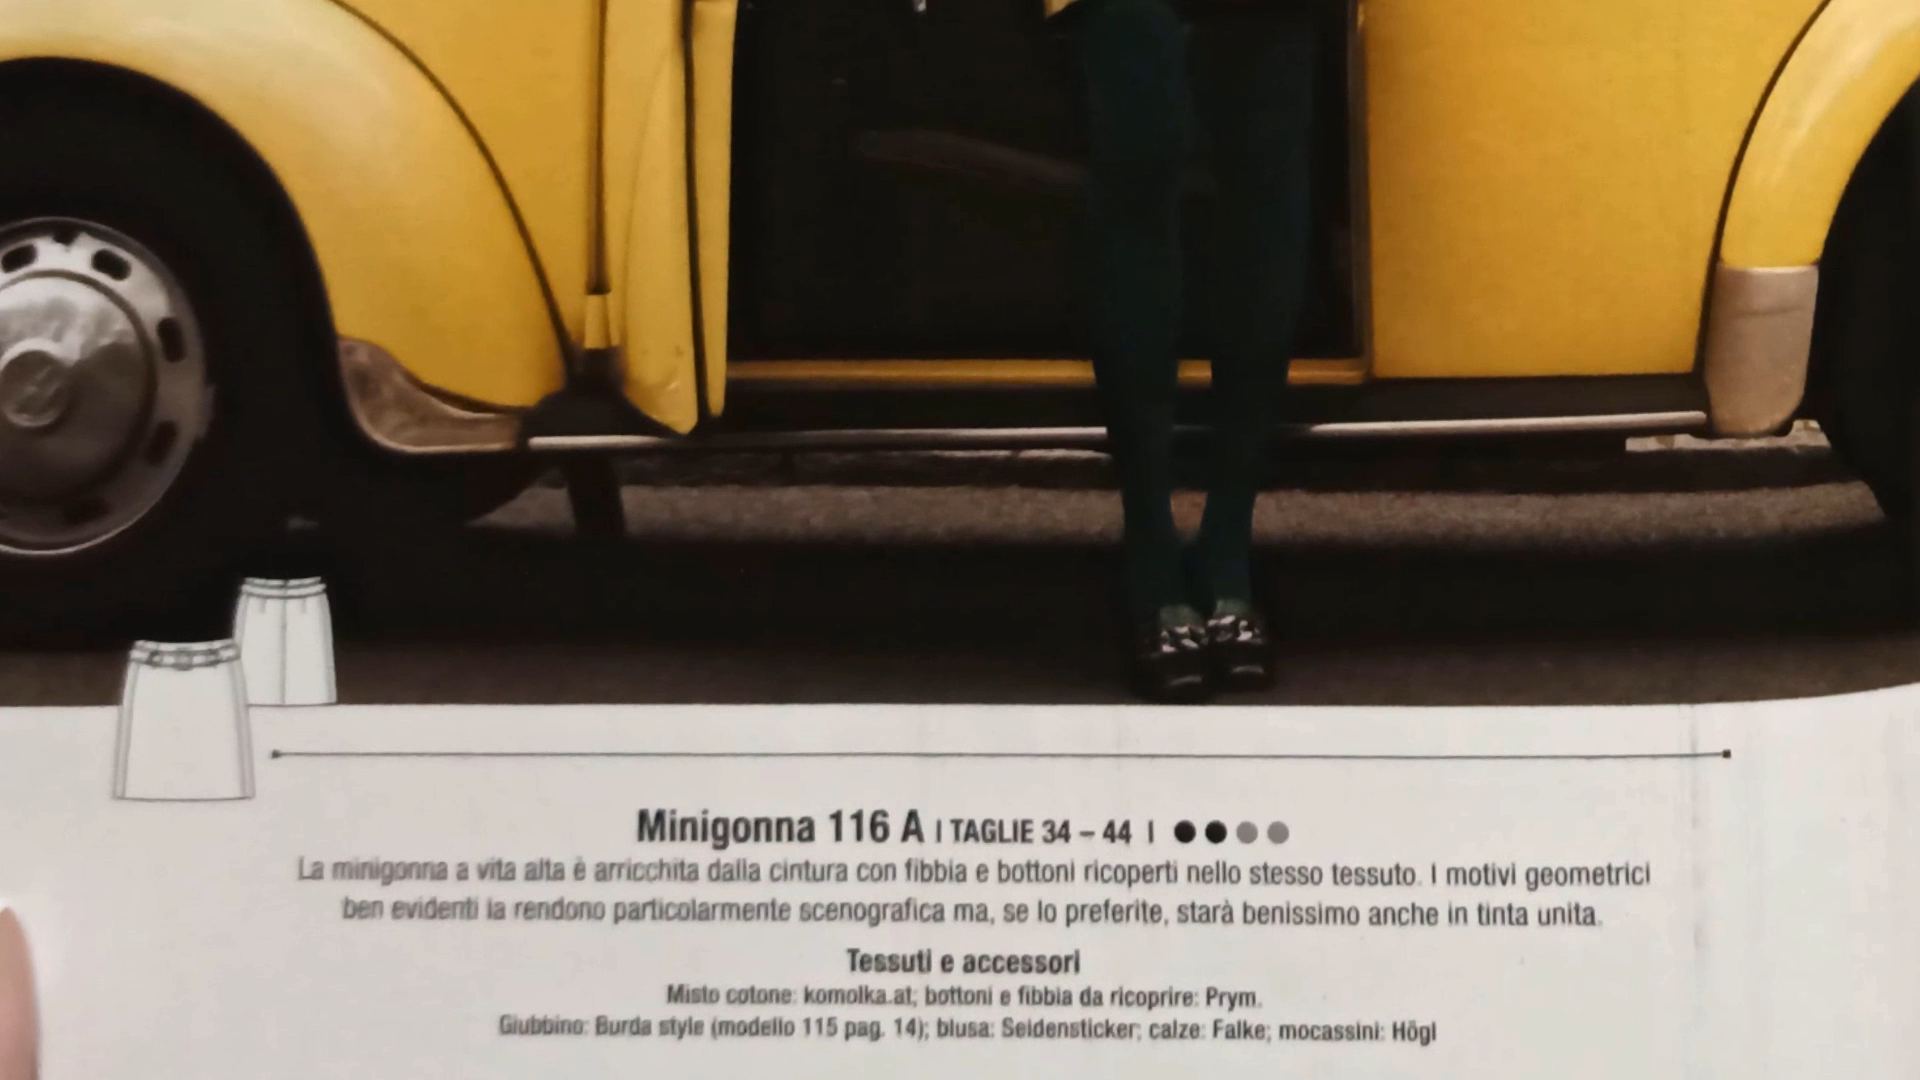 Minigonna 116 A | TAGLIE 34 – 44 |
La minigonna a vita alta è arricchita dalla cintura con fibbia e bottoni ricoperti nello stesso tessuto. I motivi geometrici
ben evidenti la rendono particolarmente scenografica ma, se lo preferite, starà benissimo anche in tinta unita.
Tessuti e accessori
Misto cotone: komolka.at; bottoni e fibbia da ricoprire: Prym.
Giubbino: Burda style (modello 115 pag. 14); blusa: Seidensticker; calze: Falke; mocassini: Högl